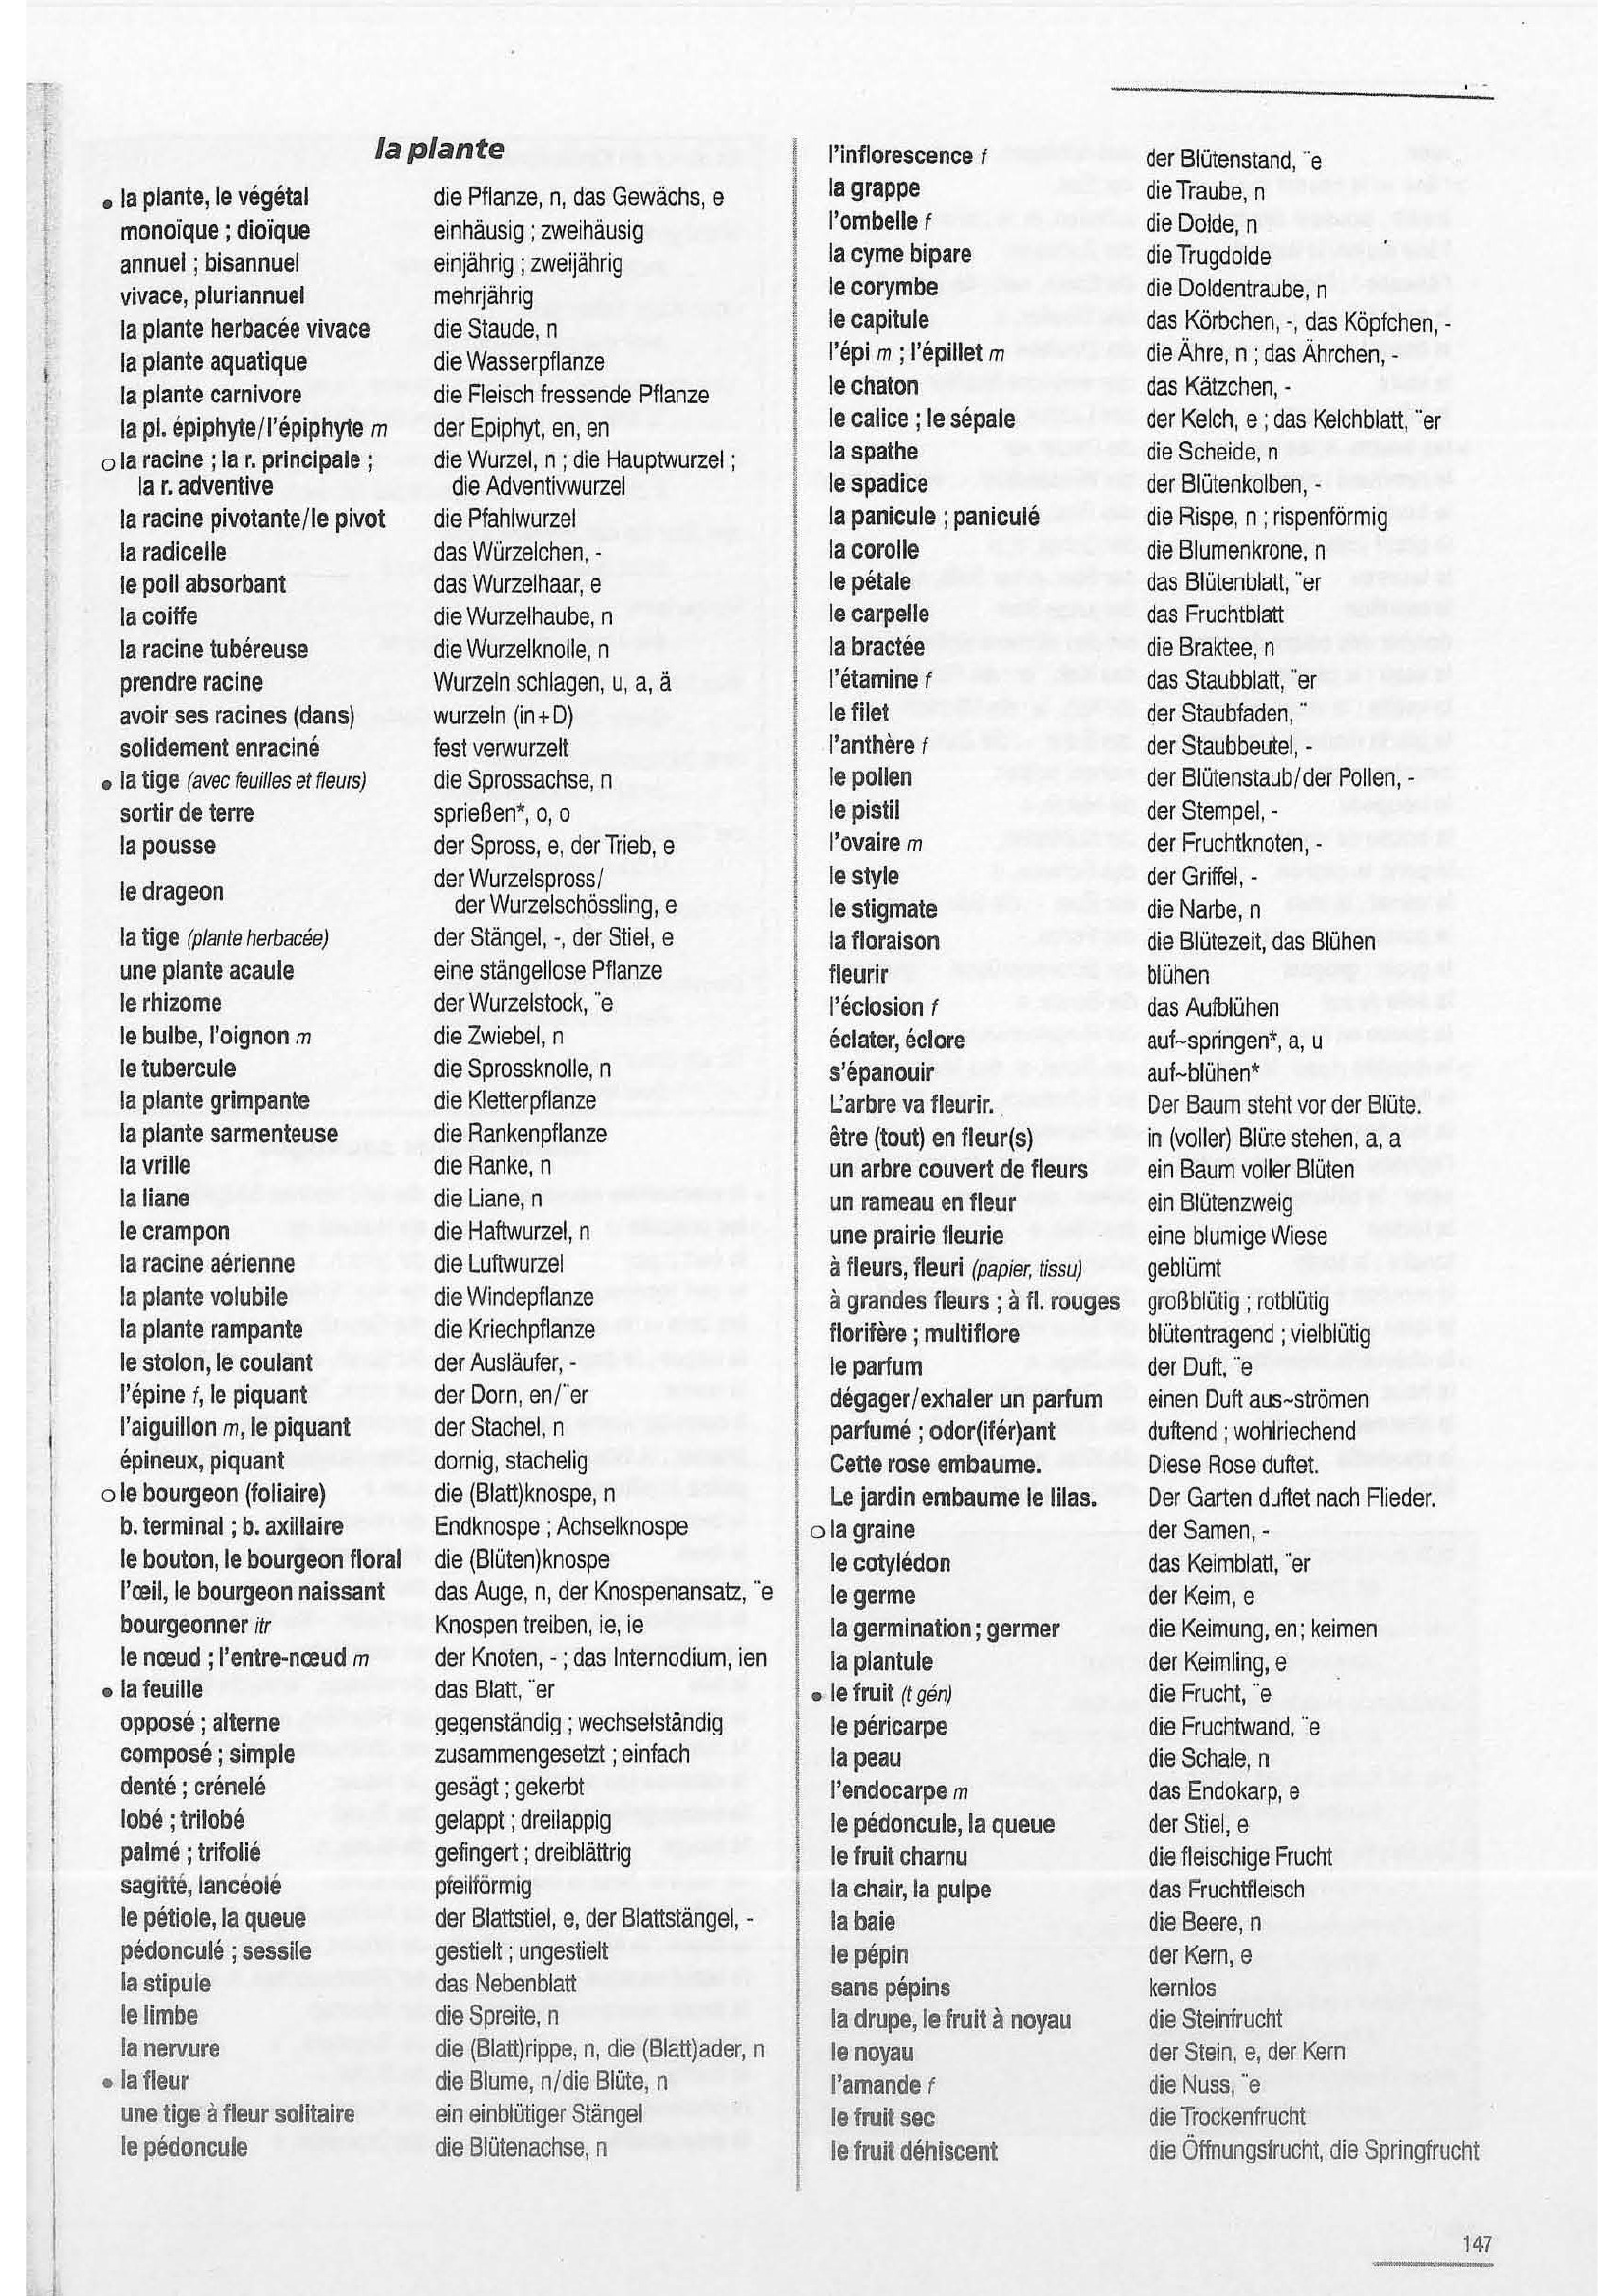 la plante
• la plante, le végétal die Pflanze, n, das Gewächs, e
monoïque ; dioïque einhäusig ; zweihäusig
annuel ; bisannuel einjährig ; zweijährig
vivace, pluriannuel mehrjährig
la plante herbacée vivace die Staude, n
la plante aquatique die Wasserpflanze
la plante carnivore die Fleisch fressende Pflanze
la pl. épiphyte/l'épiphyte m der Epiphyt, en, en
o la racine ; la r. principale ; die Wurzel, n ; die Hauptwurzel ;
la r. adventive die Adventivwurzel
la racine pivotante/le pivot die Pfahlwurzel
la radicelle das Würzelchen, -
le poil absorbant das Wurzelhaar, e
la coiffe die Wurzelhaube, n
la racine tubéreuse die Wurzelknolle, n
prendre racine Wurzeln schlagen, u, a, ä
avoir ses racines (dans) wurzeln (in+D)
solidement enraciné fest verwurzelt
• la tige (avec feuilles et fleurs) die Sprossachse, n
sortir de terre sprießen*, o, o
la pousse der Spross, e, der Trieb, e
le drageon der Wurzelspross/
der Wurzelschössling, e
la tige (plante herbacée) der Stängel, -, der Stiel, e
une plante acaule eine stängellose Pflanze
le rhizome der Wurzelstock, ¨e
le bulbe, l'oignon m die Zwiebel, n
le tubercule die Sprossknolle, n
la plante grimpante die Kletterpflanze
la plante sarmenteuse die Rankenpflanze
la vrille die Ranke, n
la liane die Liane, n
le crampon die Haftwurzel, n
la racine aérienne die Luftwurzel
la plante volubile die Windepflanze
la plante rampante die Kriechpflanze
le stolon, le coulant der Ausläufer, -
l'épine f, le piquant der Dorn, en/¨er
l'aiguillon m, le piquant der Stachel, n
épineux, piquant dornig, stachelig
o le bourgeon (foliaire) die (Blatt)knospe, n
b. terminal ; b. axillaire Endknospe ; Achselknospe
le bouton, le bourgeon floral die (Blüten)knospe
l'œil, le bourgeon naissant das Auge, n, der Knospenansatz, ¨e
bourgeonner itr Knospen treiben, ie, ie
le nœud ; l'entre-nœud m der Knoten, - ; das Internodium, ien
• la feuille das Blatt, ¨er
opposé ; alterne gegenständig ; wechselständig
composé ; simple zusammengesetzt ; einfach
denté ; crénelé gesägt ; gekerbt
lobé ; trilobé gelappt ; dreilappig
palmé ; trifolié gefingert ; dreiblättrig
sagitté, lancéolé pfeilförmig
le pétiole, la queue der Blattstiel, e, der Blattstängel, -
pédonculé ; sessile gestielt ; ungestielt
la stipule das Nebenblatt
le limbe die Spreite, n
la nervure die (Blatt)rippe, n, die (Blatt)ader, n
• la fleur die Blume, n/die Blüte, n
une tige à fleur solitaire ein einblütiger Stängel
le pédoncule die Blütenachse, n
l'inflorescence f der Blütenstand, ¨e
la grappe die Traube, n
l'ombelle f die Dolde, n
la cyme bipare die Trugdolde
le corymbe die Doldentraube, n
le capitule das Körbchen, -, das Köpfchen, -
l'épi m ; l'épillet m die Ähre, n ; das Ährchen, -
le chaton das Kätzchen, -
le calice ; le sépale der Kelch, e ; das Kelchblatt, ¨er
la spathe die Scheide, n
le spadice der Blütenkolben, -
la panicule ; paniculé die Rispe, n ; rispenförmig
la corolle die Blumenkrone, n
le pétale das Blütenblatt, ¨er
le carpelle das Fruchtblatt
la bractée die Braktee, n
l'étamine f das Staubblatt, ¨er
le filet der Staubfaden, ¨
l'anthère f der Staubbeutel, -
le pollen der Blütenstaub/der Pollen, -
le pistil der Stempel, -
l'ovaire m der Fruchtknoten, -
le style der Griffel, -
le stigmate die Narbe, n
la floraison die Blütezeit, das Blühen
fleurir blühen
l'éclosion f das Aufblühen
éclater, éclore auf~springen*, a, u
s'épanouir auf~blühen*
L'arbre va fleurir. Der Baum steht vor der Blüte.
être (tout) en fleur(s) in (voller) Blüte stehen, a, a
un arbre couvert de fleurs ein Baum voller Blüten
un rameau en fleur ein Blütenzweig
une prairie fleurie eine blumige Wiese
à fleurs, fleuri (papier, tissu) geblümt
à grandes fleurs ; à fl. rouges großblütig ; rotblütig
florifère ; multiflore blütentragend ; vielblütig
le parfum der Duft, ¨e
dégager/exhaler un parfum einen Duft aus~strömen
parfumé ; odor(ifér)ant duftend ; wohlriechend
Cette rose embaume. Diese Rose duftet.
Le jardin embaume le lilas. Der Garten duftet nach Flieder.
o la graine der Samen, -
le cotylédon das Keimblatt, ¨er
le germe der Keim, e
la germination ; germer die Keimung, en ; keimen
la plantule der Keimling, e
• le fruit (t gén) die Frucht, ¨e
le péricarpe die Fruchtwand, ¨e
la peau die Schale, n
l'endocarpe m das Endokarp, e
le pédoncule, la queue der Stiel, e
le fruit charnu die fleischige Frucht
la chair, la pulpe das Fruchtfleisch
la baie die Beere, n
le pépin der Kern, e
sans pépins kernlos
la drupe, le fruit à noyau die Steinfrucht
le noyau der Stein, e, der Kern
l'amande f die Nuss, ¨e
le fruit sec die Trockenfrucht
le fruit déhiscent die Öffnungsfrucht, die Springfrucht
147